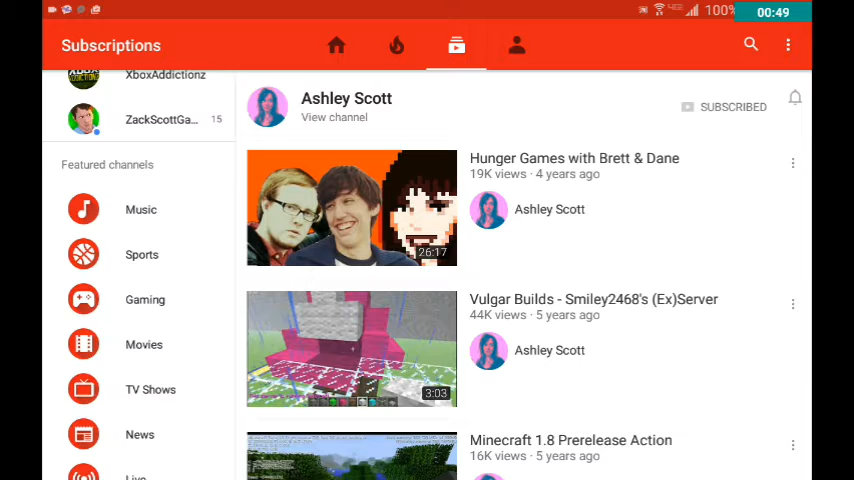 100% 00:49
Subscriptions
XboxAddictionz
ZackScottGa... 15
Featured channels
Music
Sports
Gaming
Movies
TV Shows
News
Live
Ashley Scott
View channel
SUBSCRIBED
Hunger Games with Brett & Dane
19K views · 4 years ago
Ashley Scott
26:17
Vulgar Builds - Smiley2468's (Ex)Server
44K views · 5 years ago
Ashley Scott
3:03
Minecraft 1.8 Prerelease Action
16K views · 5 years ago